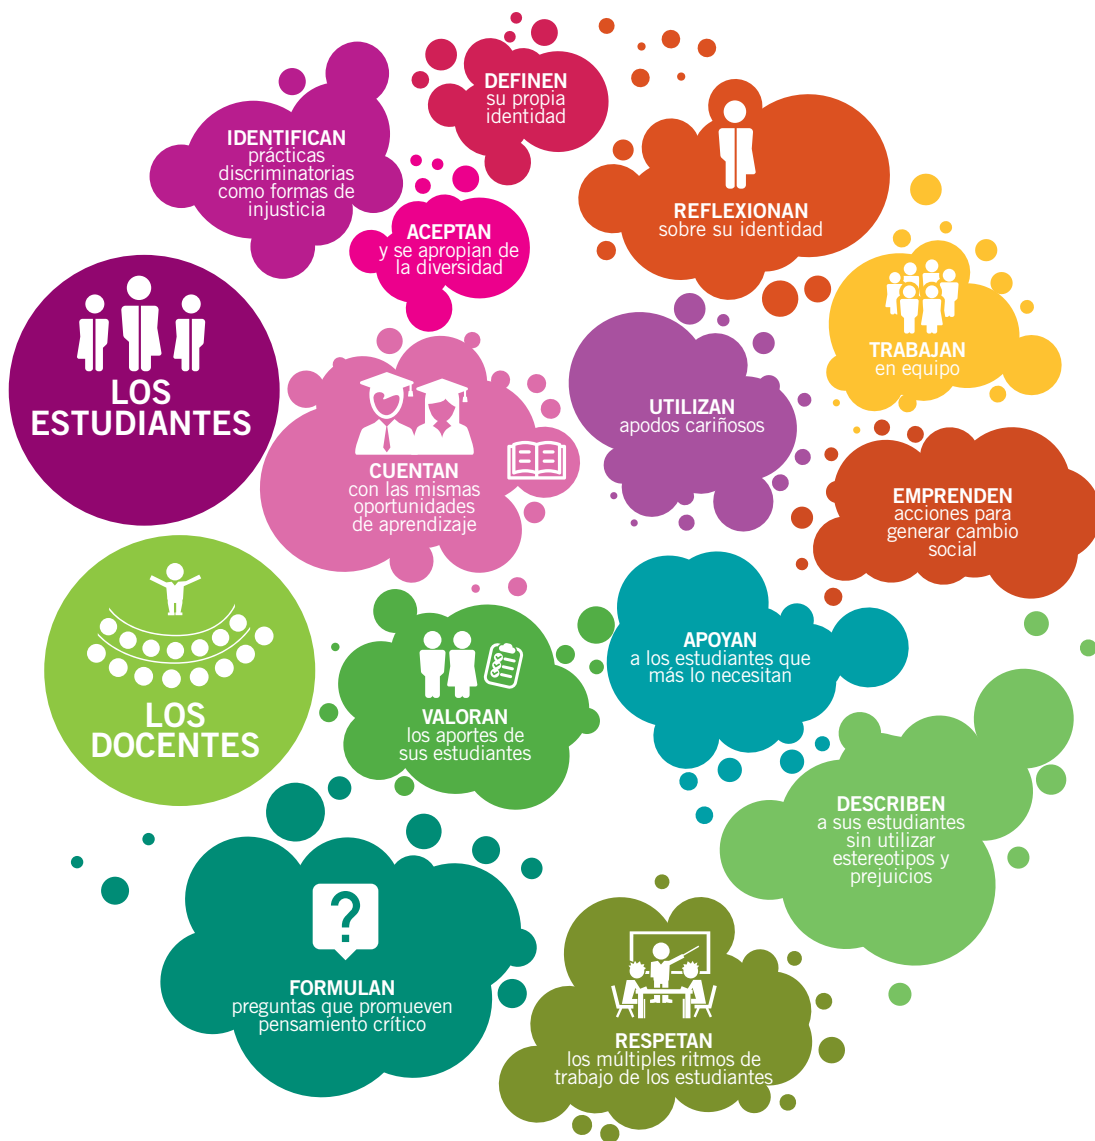 LOS
ESTUDIANTES
IDENTIFICAN
prácticas
discriminatorias
como formas de
injusticia
DEFINEN
su propia
identidad
ACEPTAN
y se apropian de
la diversidad
REFLEXIONAN
sobre su identidad
TRABAJAN
en equipo
CUENTAN
con las mismas
oportunidades
de aprendizaje
UTILIZAN
apodos cariñosos
EMPRENDEN
acciones para
generar cambio
social
LOS
DOCENTES
VALORAN
los aportes de
sus estudiantes
APOYAN
a los estudiantes que
más lo necesitan
DESCRIBEN
a sus estudiantes
sin utilizar
estereotipos y
prejuicios
?
FORMULAN
preguntas que promueven
pensamiento crítico
RESPETAN
los múltiples ritmos de
trabajo de los estudiantes